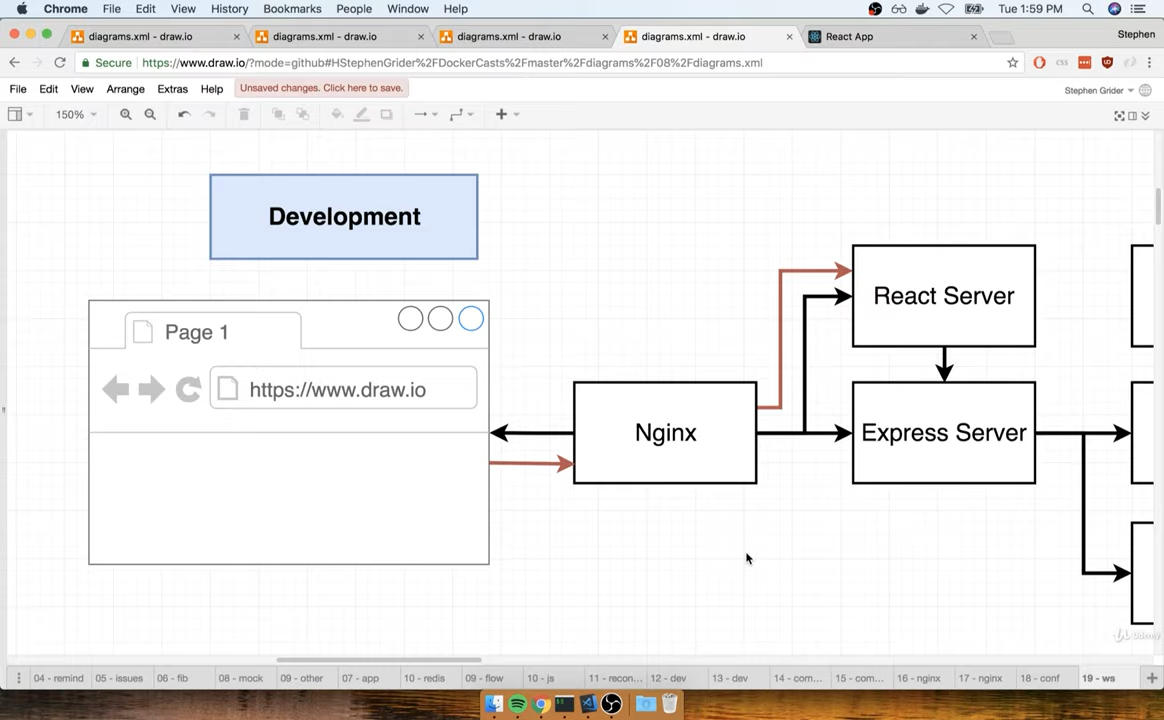 Chrome File Edit View History Bookmarks People Window Help Tue 1:59 PM
diagrams.xml - draw.io diagrams.xml - draw.io diagrams.xml - draw.io diagrams.xml - draw.io React App Stephen
Secure https://www.draw.io/?mode=github#HStephenGrider%2FDockerCasts%2Fmaster%2Fdiagrams%2F08%2Fdiagrams.xml
File Edit View Arrange Extras Help Unsaved changes. Click here to save. Stephen Grider
150%
Development
Page 1
https://www.draw.io
React Server
Nginx
Express Server
Udemy
04 - remind 05 - issues 06 - fib 08 - mock 09 - other 07 - app 10 - redis 09 - flow 10 - js 11 - recon... 12 - dev 13 - dev 14 - com... 15 - com... 16 - nginx 17 - nginx 18 - conf 19 - ws